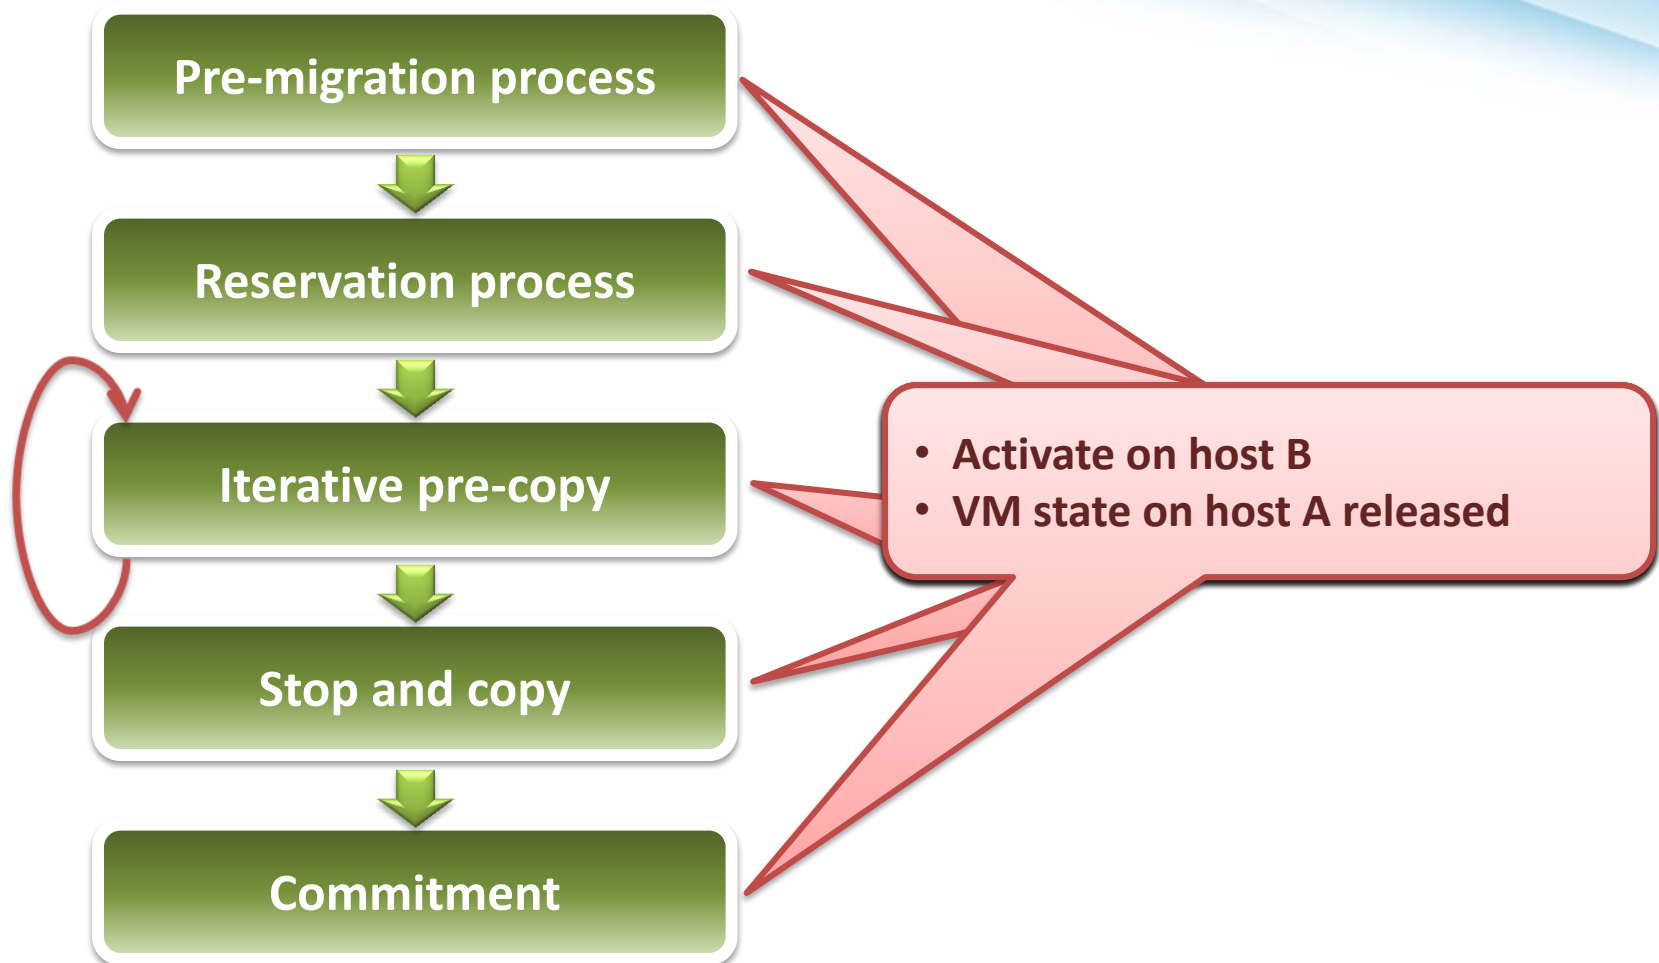 Pre-migration process
Reservation process
Iterative pre-copy
• Activate on host B
• VM state on host A released
Stop and copy
Commitment